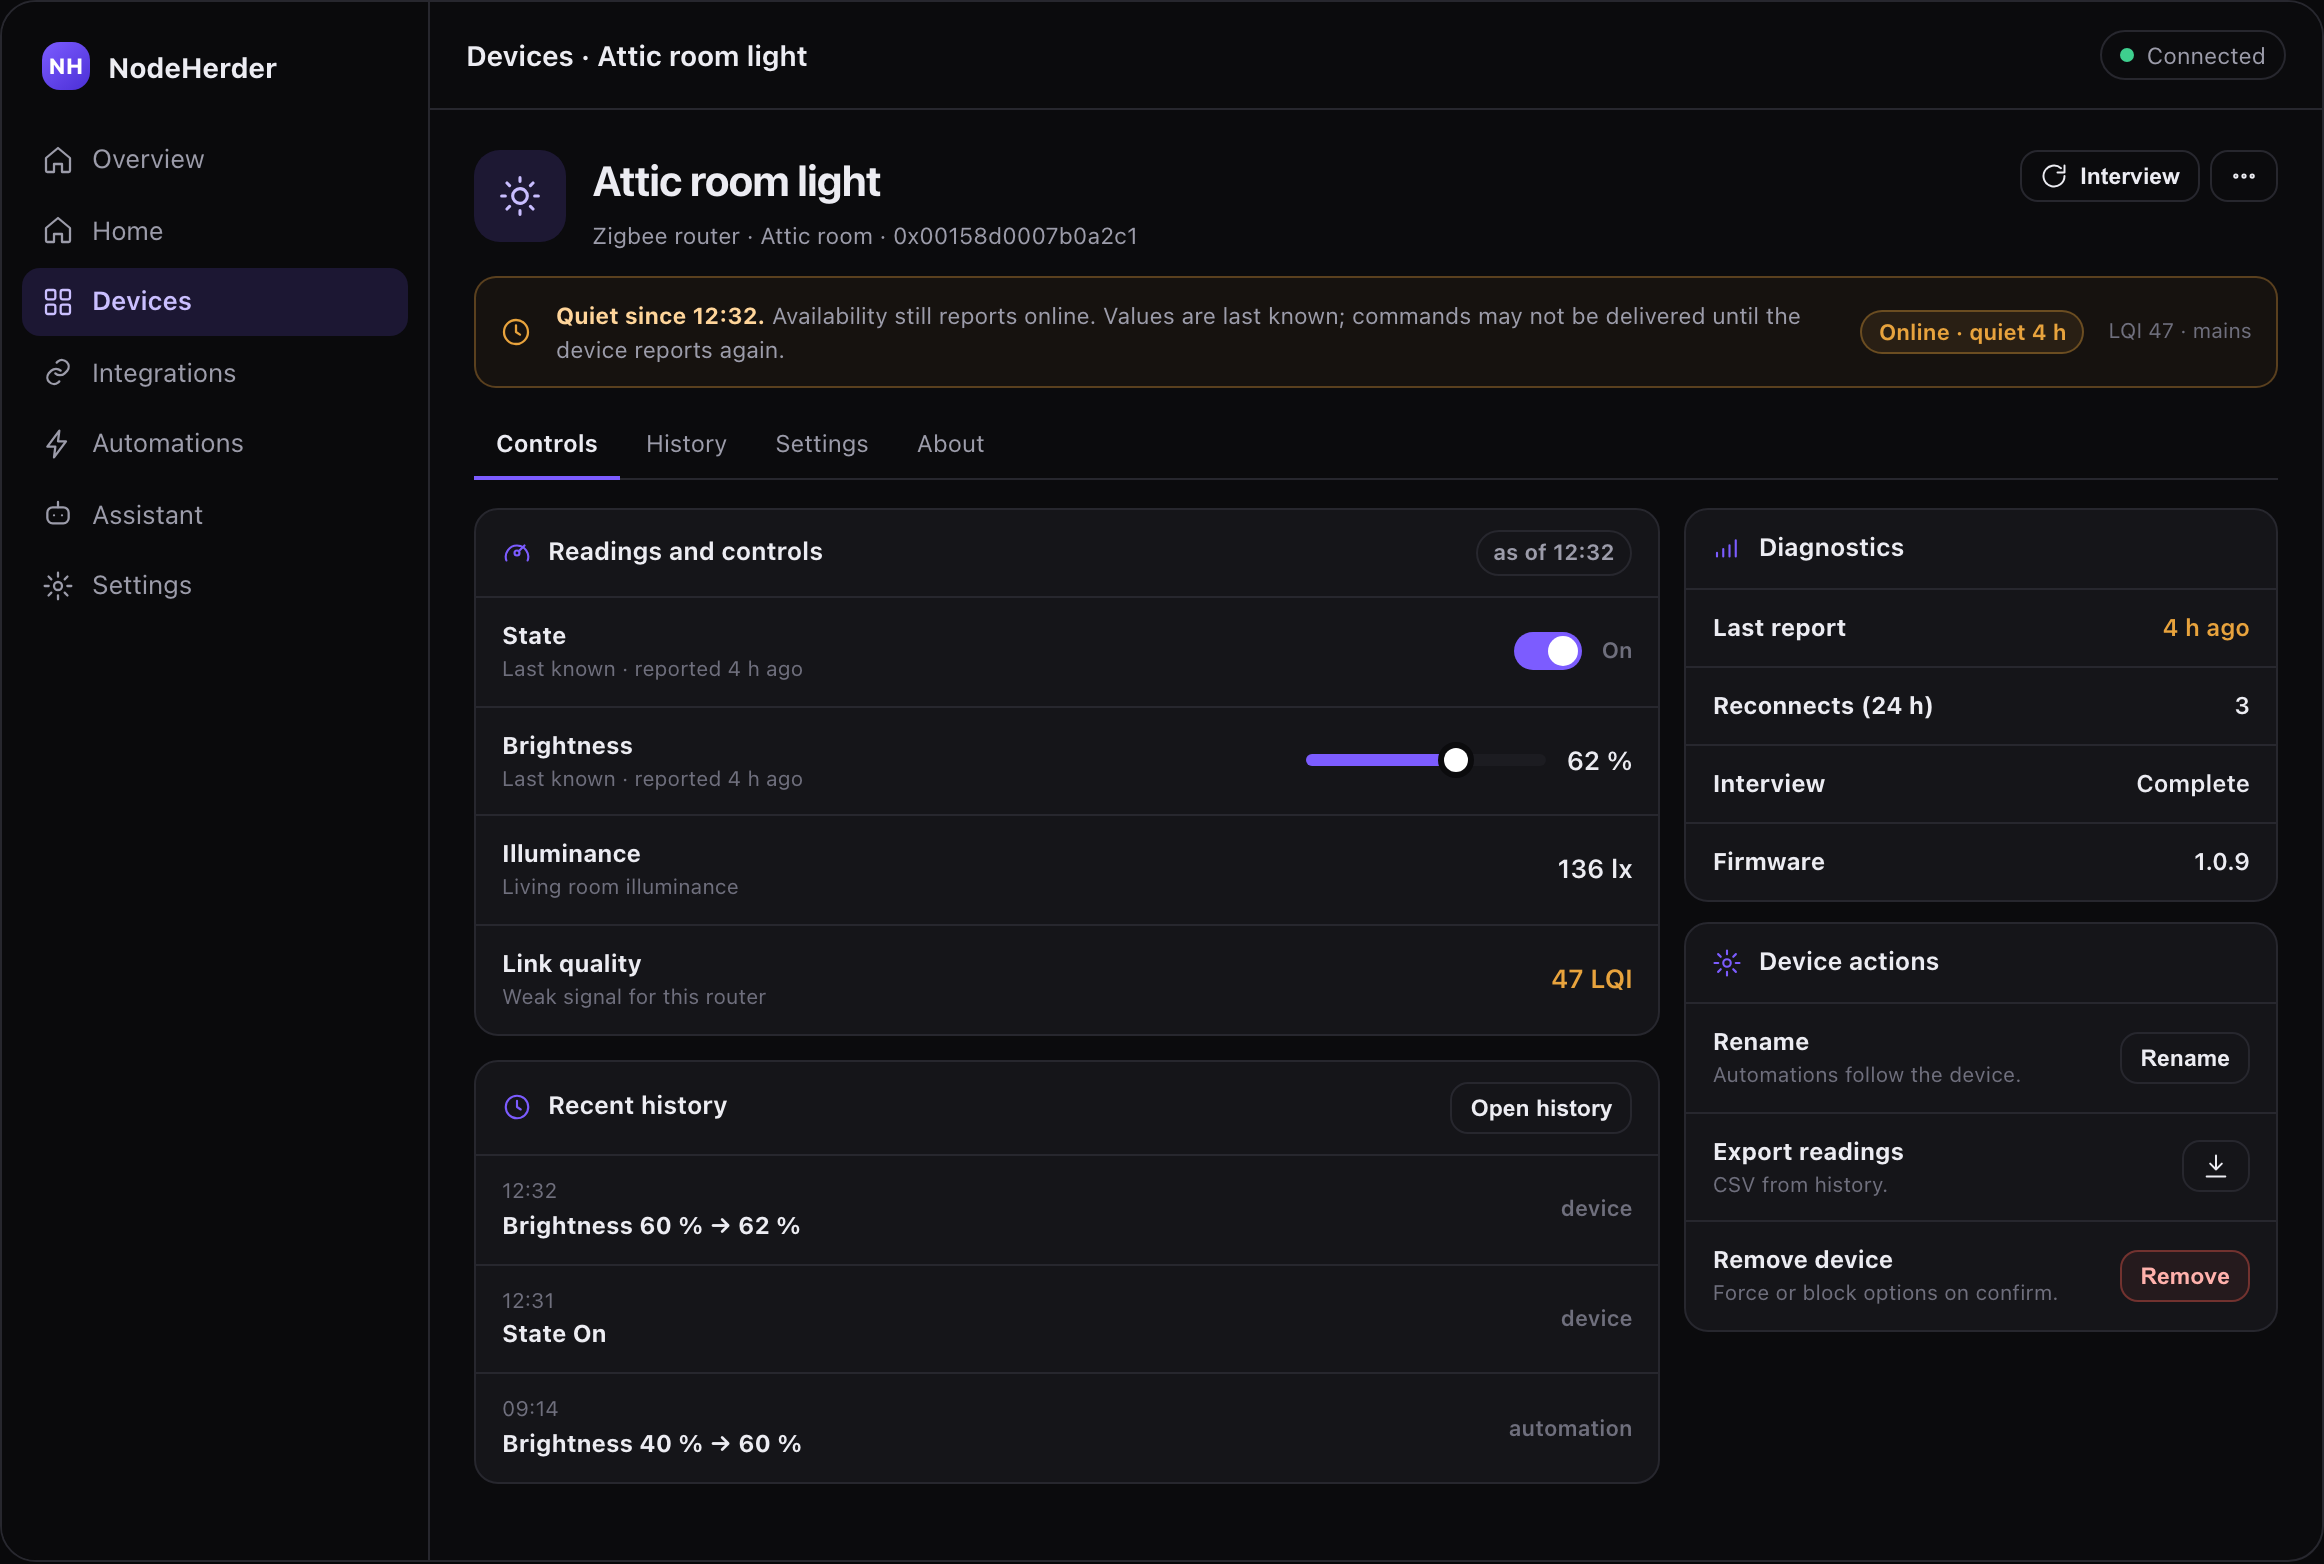 NH NodeHerder
Overview
Home
Devices
Integrations
Automations
Assistant
Settings
Devices · Attic room light
Connected
Attic room light
Zigbee router · Attic room · 0x00158d0007b0a2c1
Interview
Quiet since 12:32. Availability still reports online. Values are last known; commands may not be delivered until the
device reports again.
Online · quiet 4 h
LQI 47 · mains
Controls
History
Settings
About
Readings and controls
as of 12:32
State
Last known · reported 4 h ago
On
Brightness
Last known · reported 4 h ago
62 %
Illuminance
Living room illuminance
136 lx
Link quality
Weak signal for this router
47 LQI
Recent history
Open history
12:32
Brightness 60 % → 62 %
device
12:31
State On
device
09:14
Brightness 40 % → 60 %
automation
Diagnostics
Last report
4 h ago
Reconnects (24 h)
3
Interview
Complete
Firmware
1.0.9
Device actions
Rename
Automations follow the device.
Rename
Export readings
CSV from history.
Remove device
Force or block options on confirm.
Remove